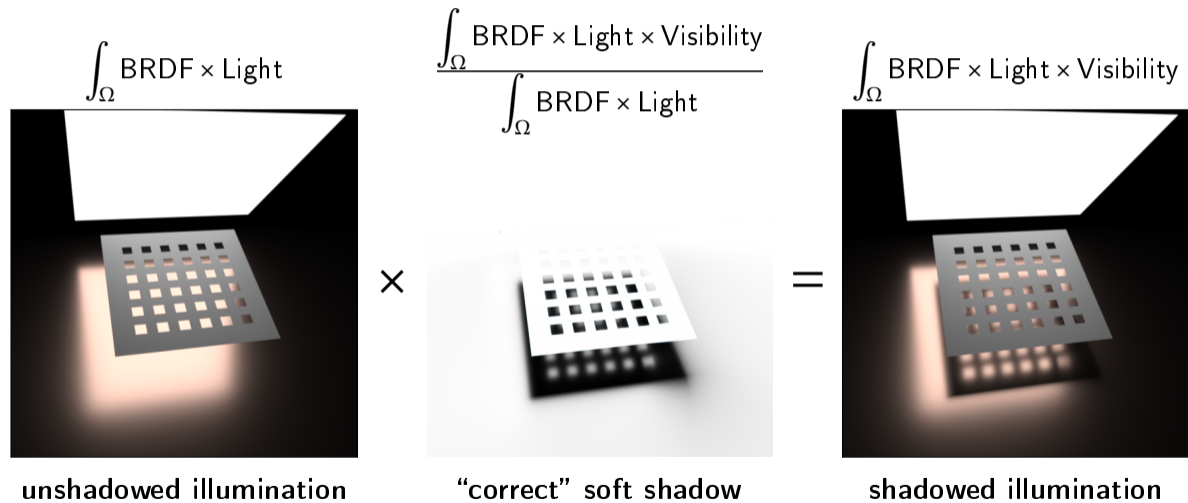 ∫Ω BRDF × Light
∫Ω BRDF × Light × Visibility
∫Ω BRDF × Light
∫Ω BRDF × Light × Visibility
×
=
unshadowed illumination
“correct” soft shadow
shadowed illumination